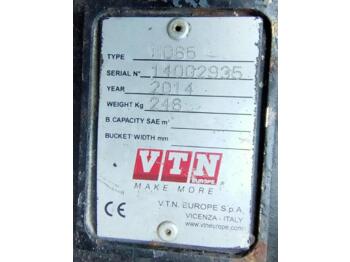 TYPE
SERIAL N° 14002935
YEAR 2014
WEIGHT Kg 248
B. CAPACITY SAE m³
BUCKET WIDTH mm
VTN
EUROPE
MAKE MORE
CE V.T.N. EUROPE S.p.A.
VICENZA - ITALY
www.vtneurope.com